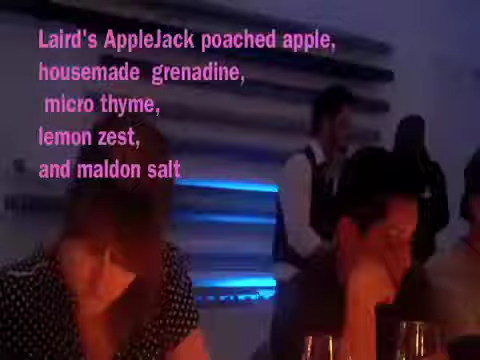 Laird's AppleJack poached apple,
housemade grenadine,
micro thyme,
lemon zest,
and maldon salt